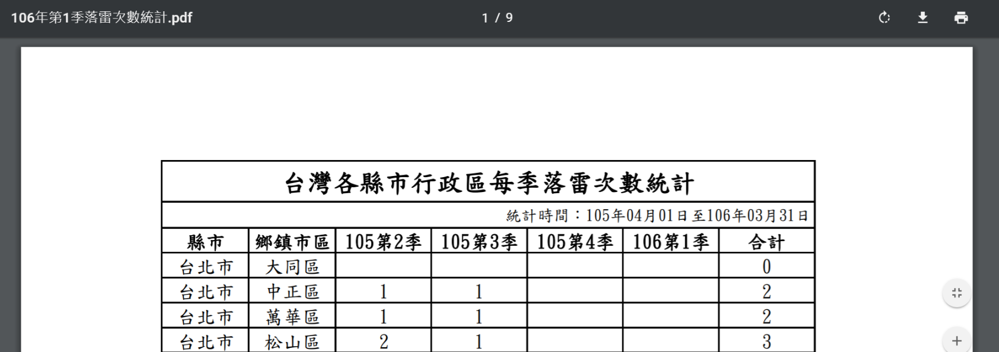 106年第1季落雷次數統計.pdf
1 / 9
台灣各縣市行政區每季落雷次數統計
統計時間：105年04月01日至106年03月31日
縣市 鄉鎮市區 105第2季 105第3季 105第4季 106第1季 合計
台北市 大同區 0
台北市 中正區 1 1 2
台北市 萬華區 1 1 2
台北市 松山區 2 1 3